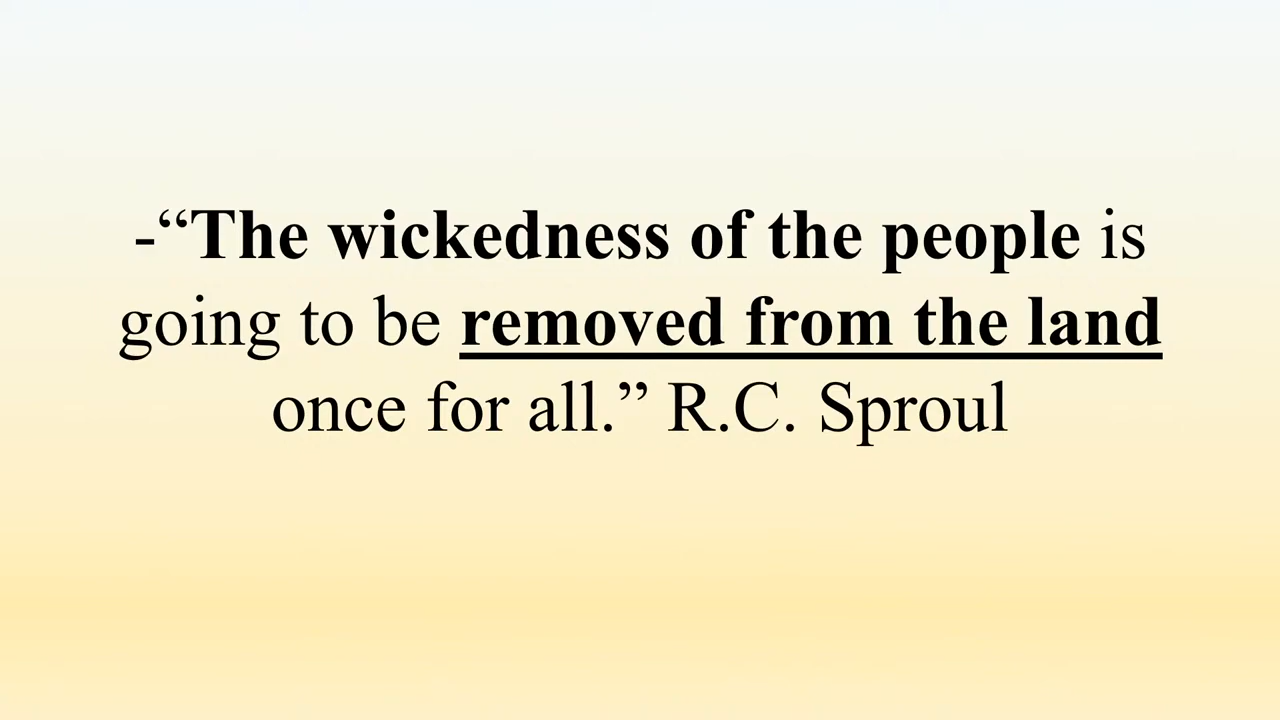 -“The wickedness of the people is
going to be removed from the land
once for all.” R.C. Sproul